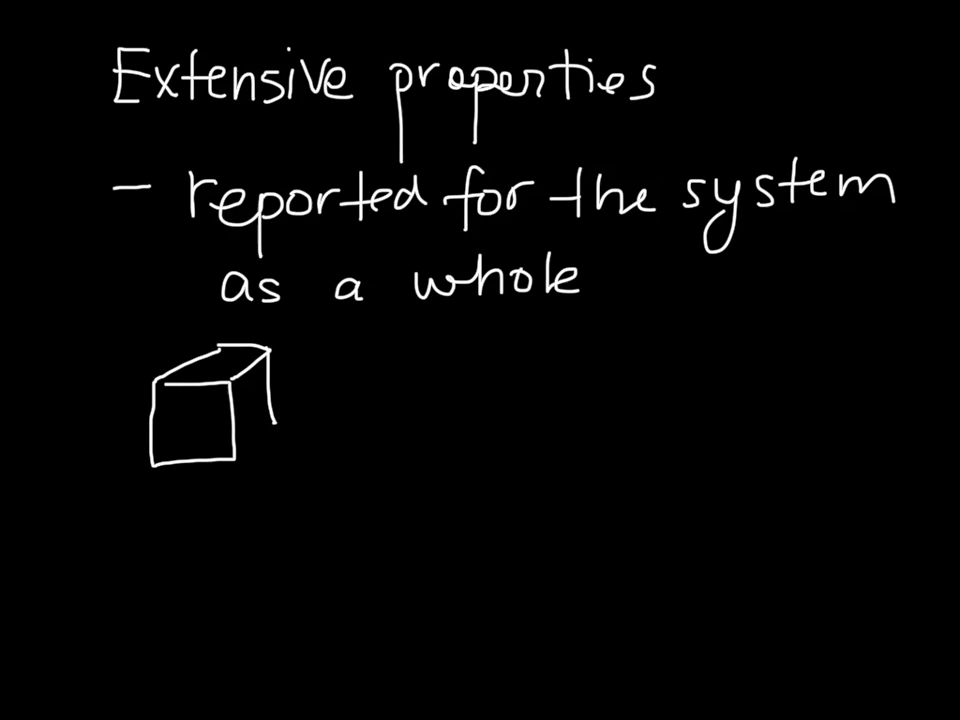 Extensive properties
- reported for the system
as a whole